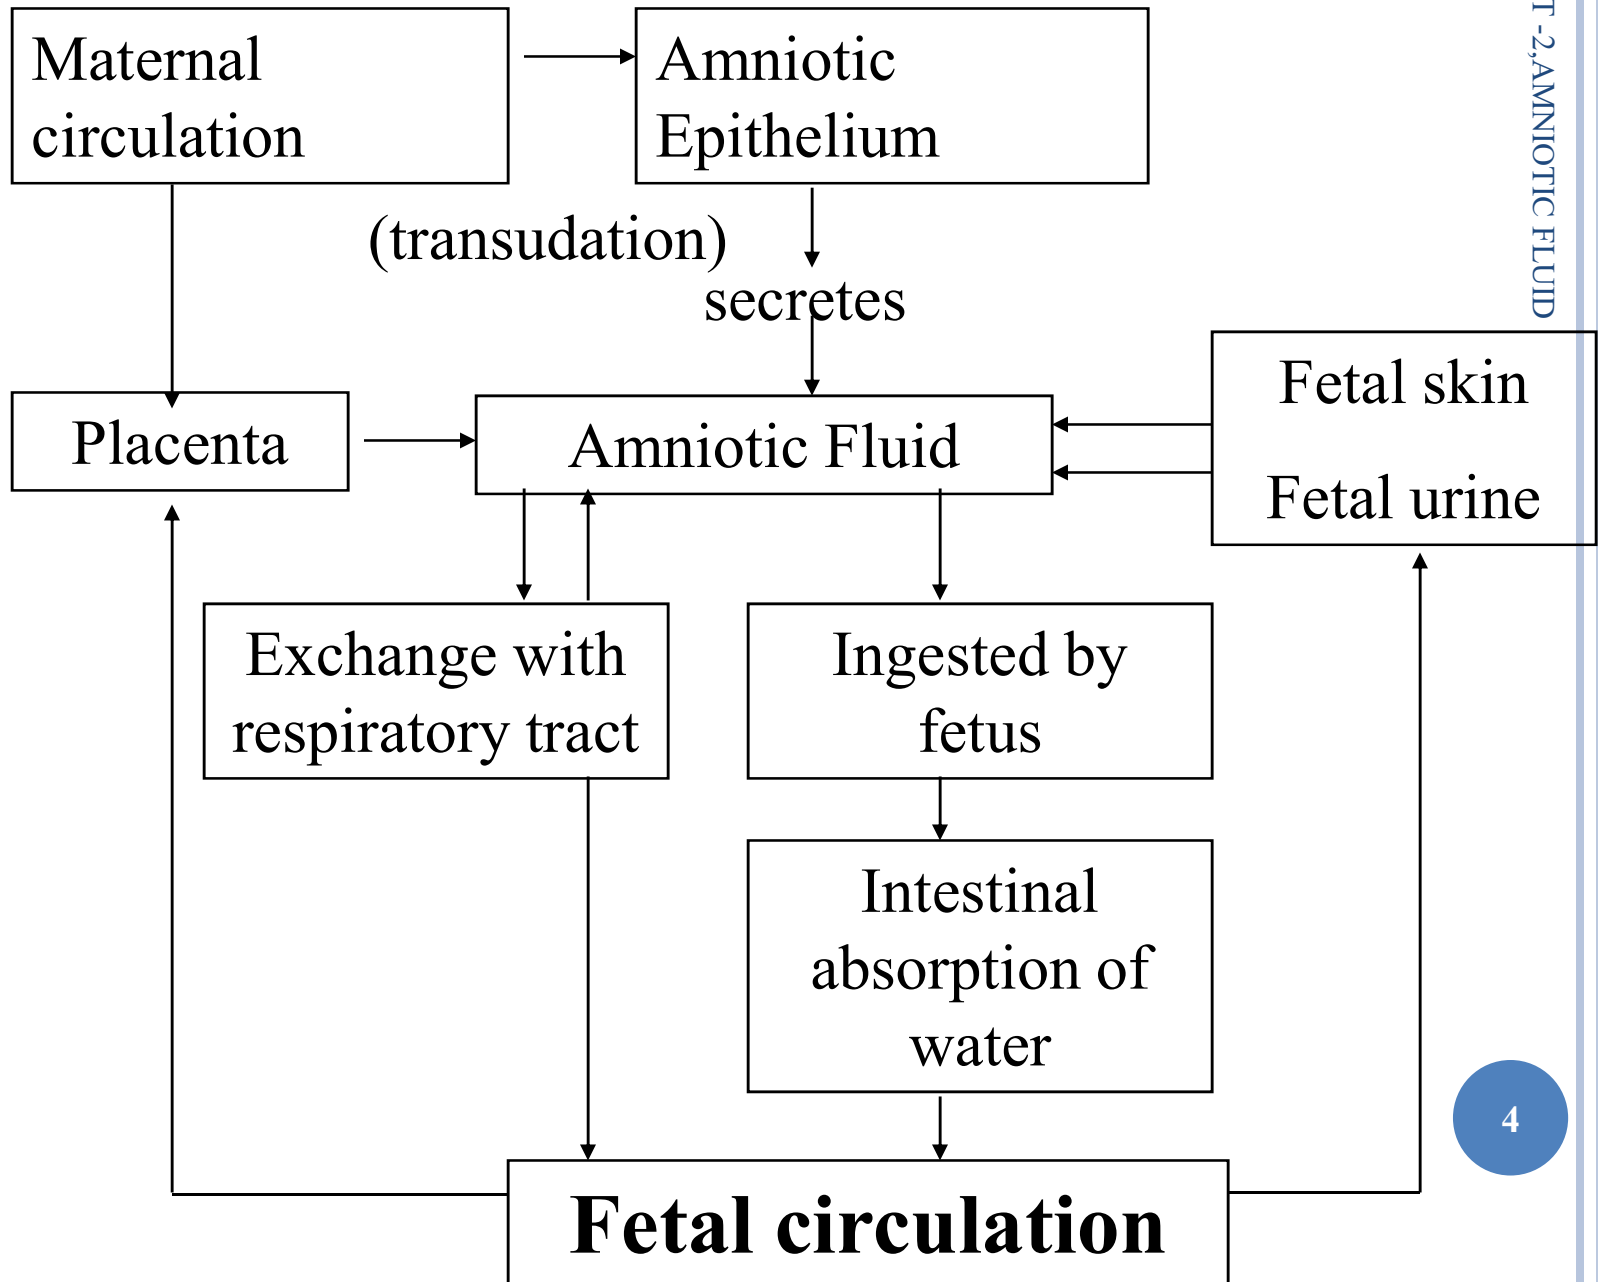 Maternal
circulation
Amniotic
Epithelium
(transudation)
secretes
Placenta
Amniotic Fluid
Fetal skin
Fetal urine
Exchange with
respiratory tract
Ingested by
fetus
Intestinal
absorption of
water
Fetal circulation
T -2,AMNIOTIC FLUID
4